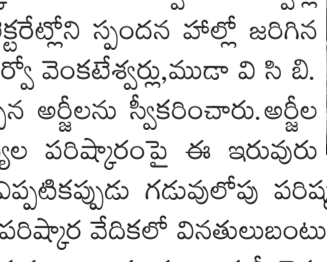 క్టరేట్లోని స్పందన హాల్లో జరిగిన
ర్వో వెంకటేశ్వర్లు,ముడా వి సి బి.
న అర్జీలను స్వీకరించారు.అర్జీల
్యల పరిష్కారంపై ఈ ఇరువురు
ఎప్పటికప్పుడు గడువులోపు పరిష్క
పరిష్కార వేదికలో వినతులుబంటు